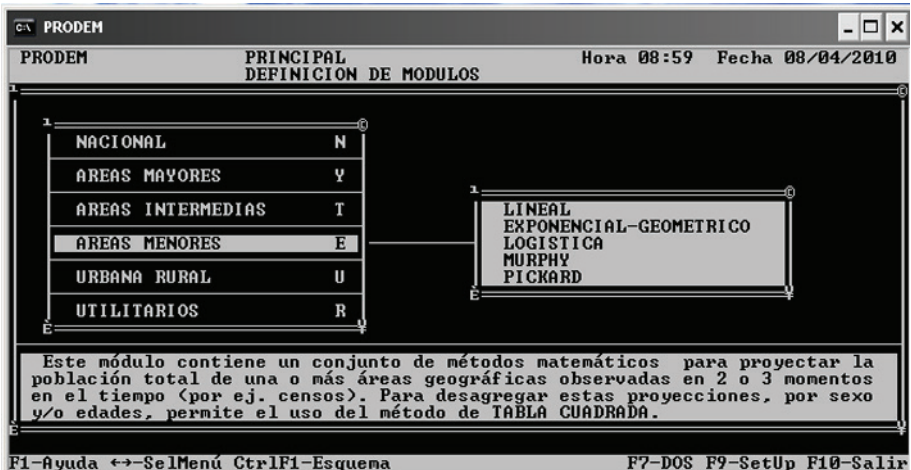 PRODEM
PRODEM PRINCIPAL Hora 08:59 Fecha 08/04/2010
DEFINICION DE MODULOS
NACIONAL N
AREAS MAYORES Y
AREAS INTERMEDIAS T
AREAS MENORES E
URBANA RURAL U
UTILITARIOS R
LINEAL
EXPONENCIAL-GEOMETRICO
LOGISTICA
MURPHY
PICKARD
Este módulo contiene un conjunto de métodos matemáticos para proyectar la
población total de una o más áreas geográficas observadas en 2 o 3 momentos
en el tiempo (por ej. censos). Para desagregar estas proyecciones, por sexo
y/o edades, permite el uso del método de TABLA CUADRADA.
F1-Ayuda ←→-SelMenú CtrlF1-Esquema F7-DOS F9-SetUp F10-Salir